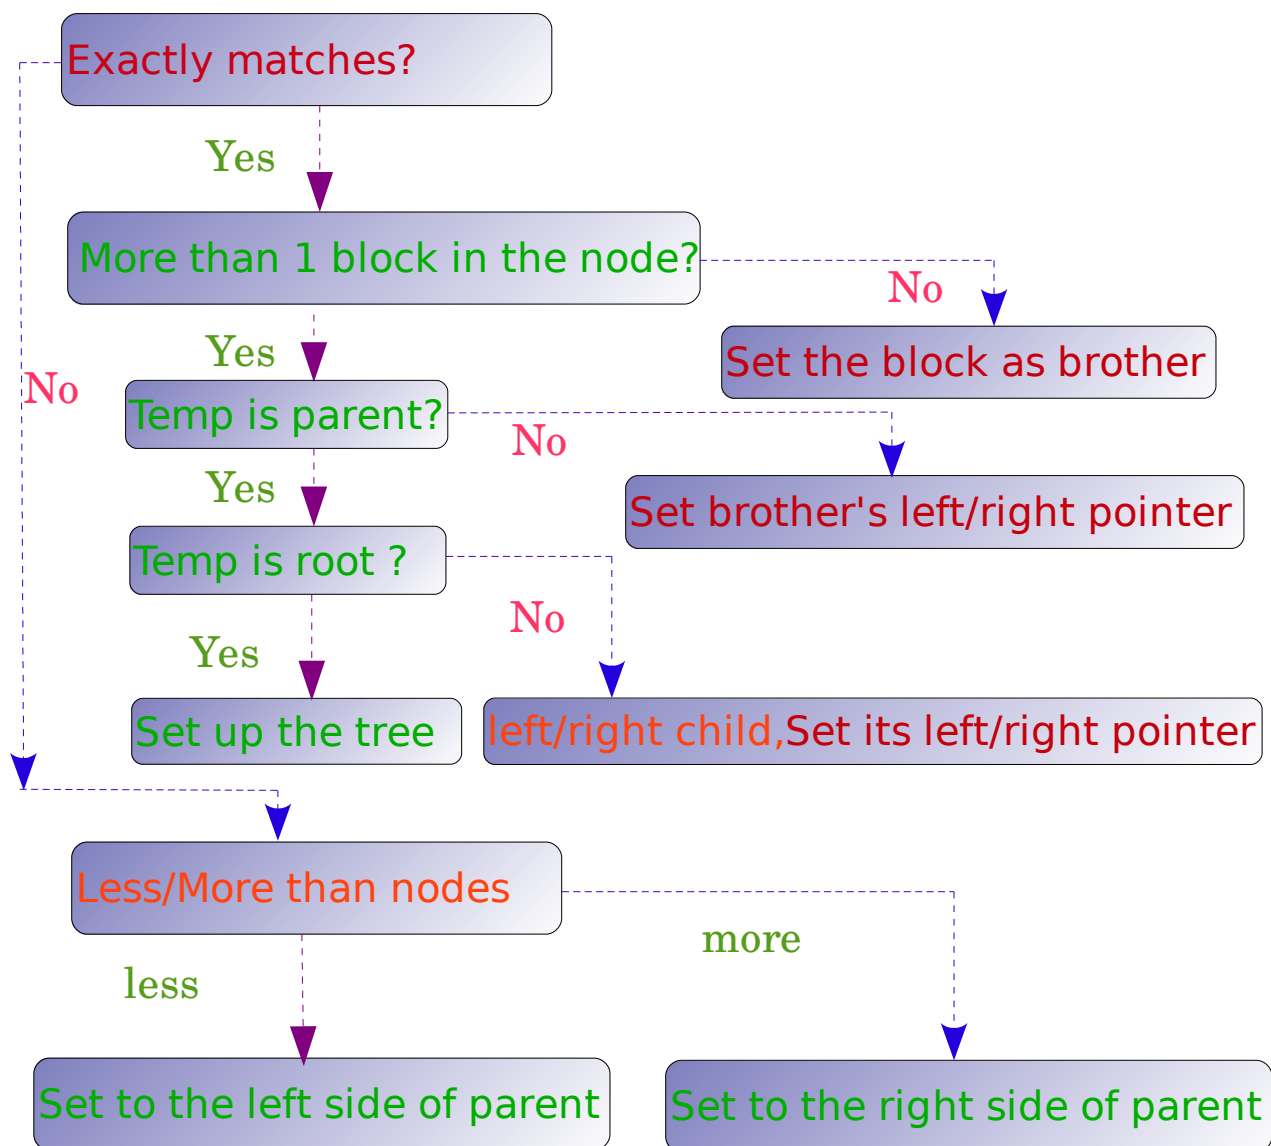 Exactly matches?
Yes
More than 1 block in the node?
No
Yes
Set the block as brother
No
Temp is parent?
No
Yes
Set brother's left/right pointer
Temp is root ?
No
Yes
Set up the tree
left/right child,Set its left/right pointer
Less/More than nodes
more
less
Set to the left side of parent
Set to the right side of parent